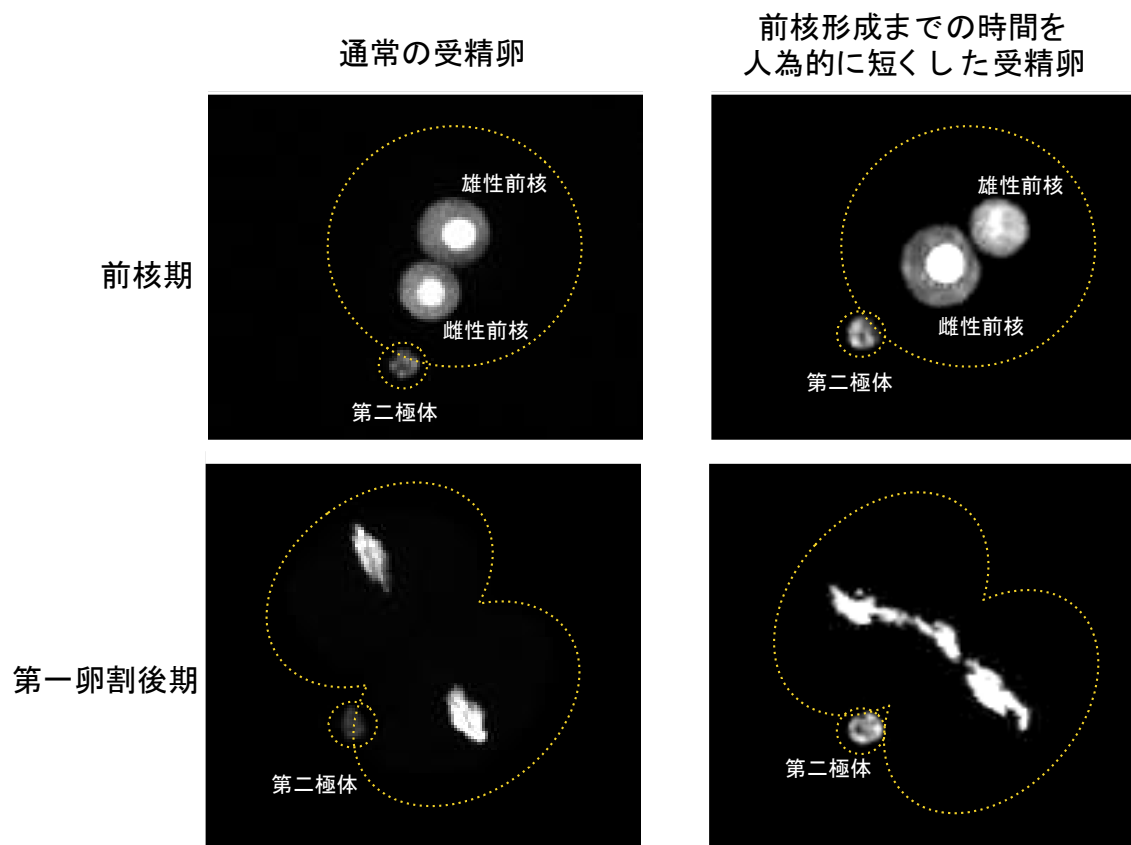 通常の受精卵
前核形成までの時間を
人為的に短くした受精卵
前核期
雄性前核
雌性前核
第二極体
雄性前核
雌性前核
第二極体
第一卵割後期
第二極体
第二極体